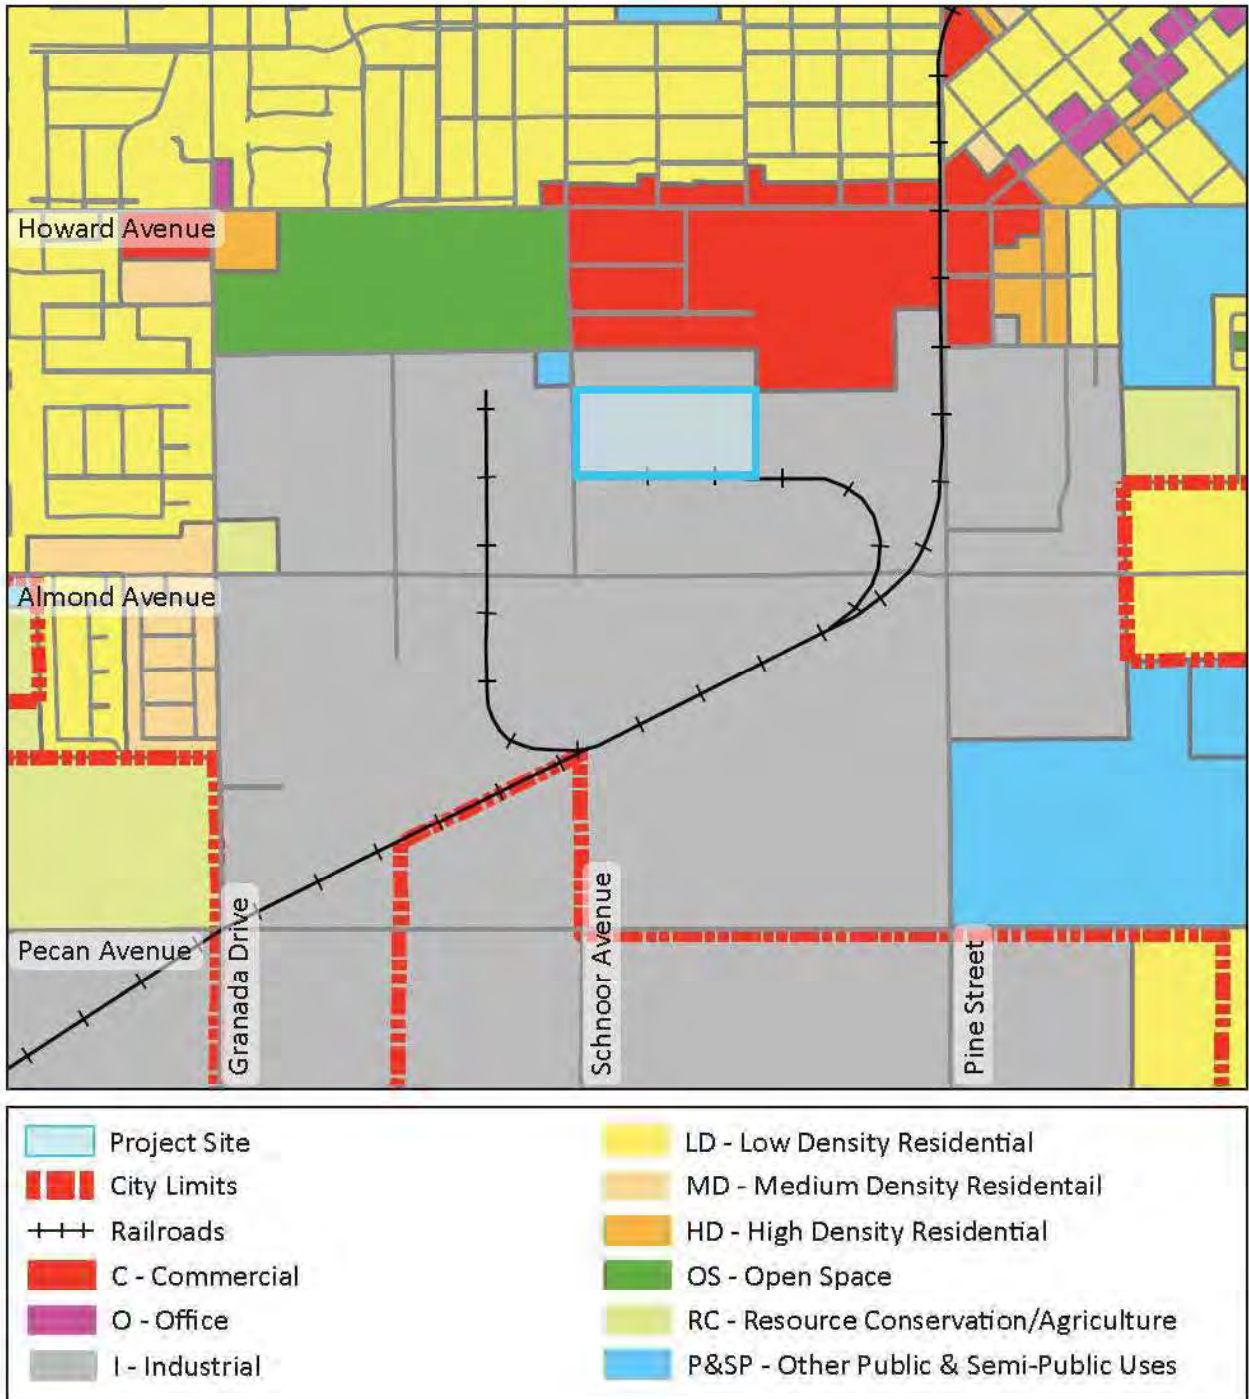 Howard Avenue
Almond Avenue
Pecan Avenue
Granada Drive
Schnoor Avenue
Pine Street
Project Site
City Limits
Railroads
C - Commercial
O - Office
I - Industrial
LD - Low Density Residential
MD - Medium Density Residentail
HD - High Density Residential
OS - Open Space
RC - Resource Conservation/Agriculture
P&SP - Other Public & Semi-Public Uses